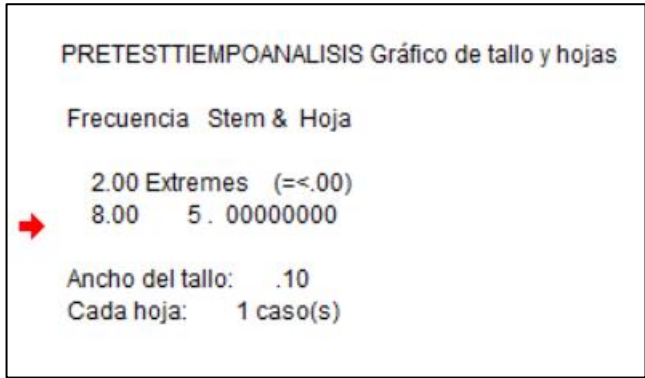 PRETESTTIEMPOANALISIS Gráfico de tallo y hojas
Frecuencia Stem & Hoja
2.00 Extremes (=<.00)
8.00 5 . 00000000
Ancho del tallo: .10
Cada hoja: 1 caso(s)